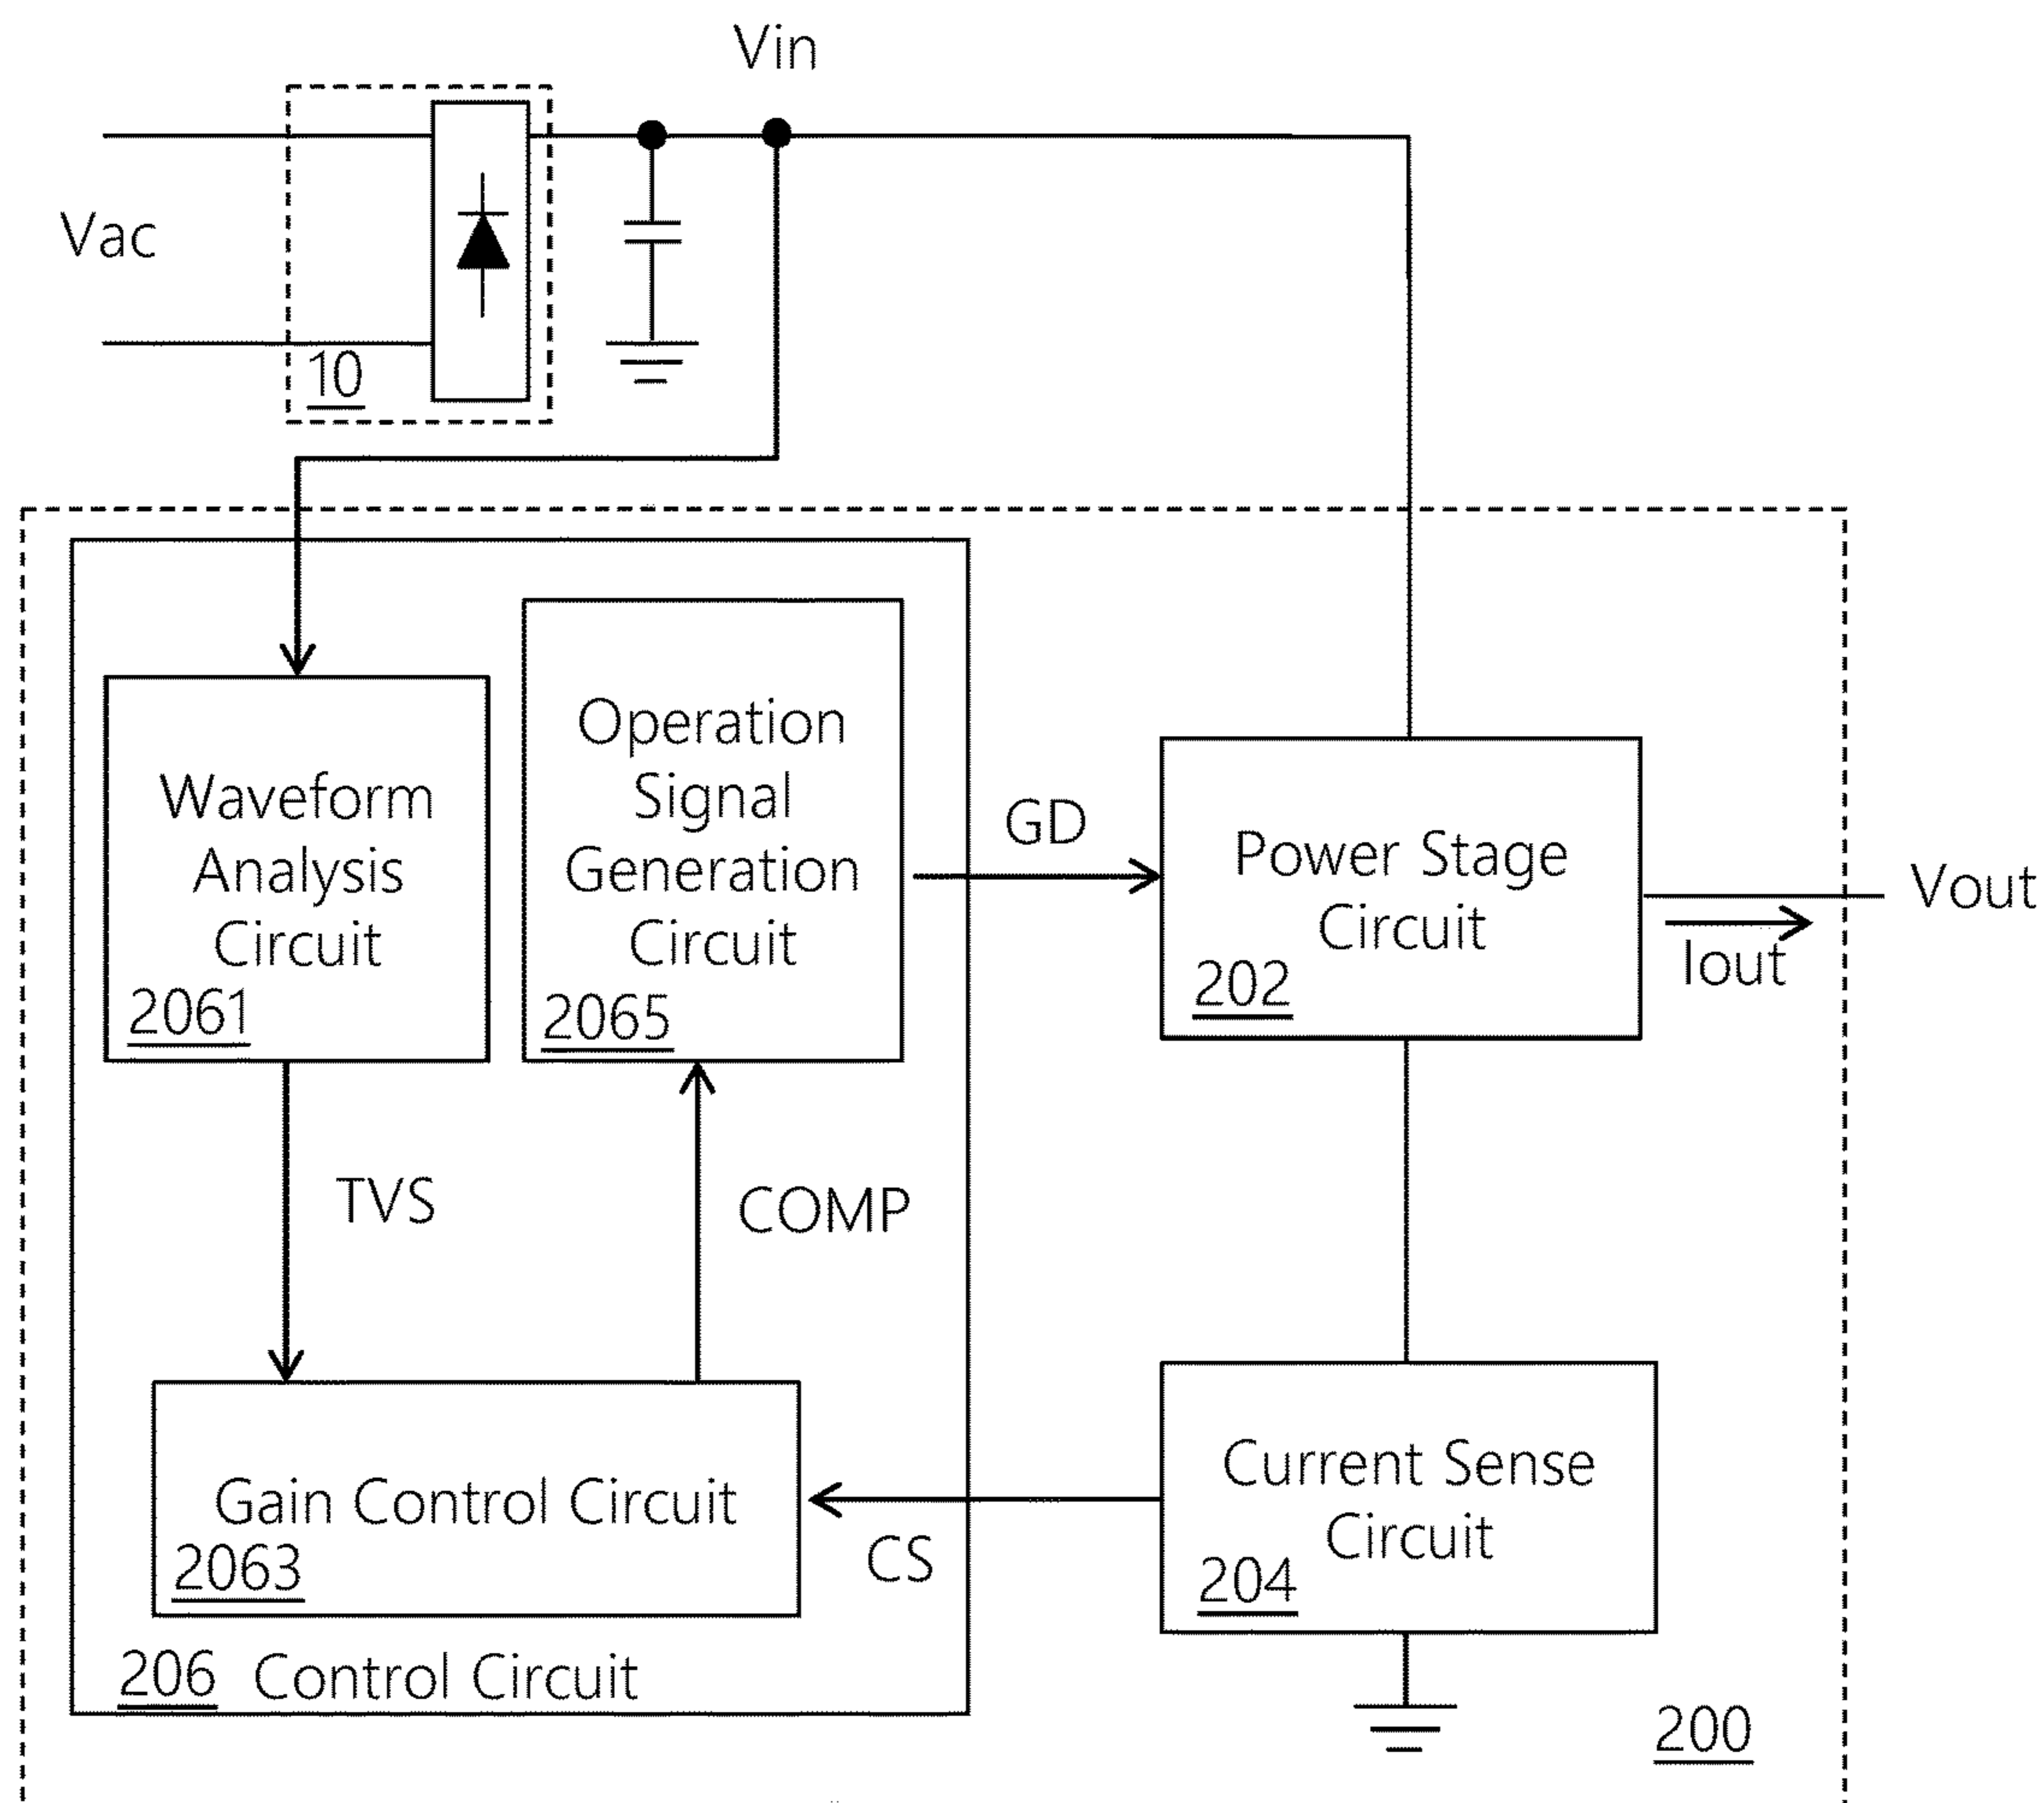 Vin
Vac
10
Waveform
Analysis
Circuit
2061
Operation
Signal
Generation
Circuit
2065
GD
Power Stage
Circuit
202
Vout
Iout
TVS
COMP
Gain Control Circuit
2063
CS
Current Sense
Circuit
204
206 Control Circuit
200